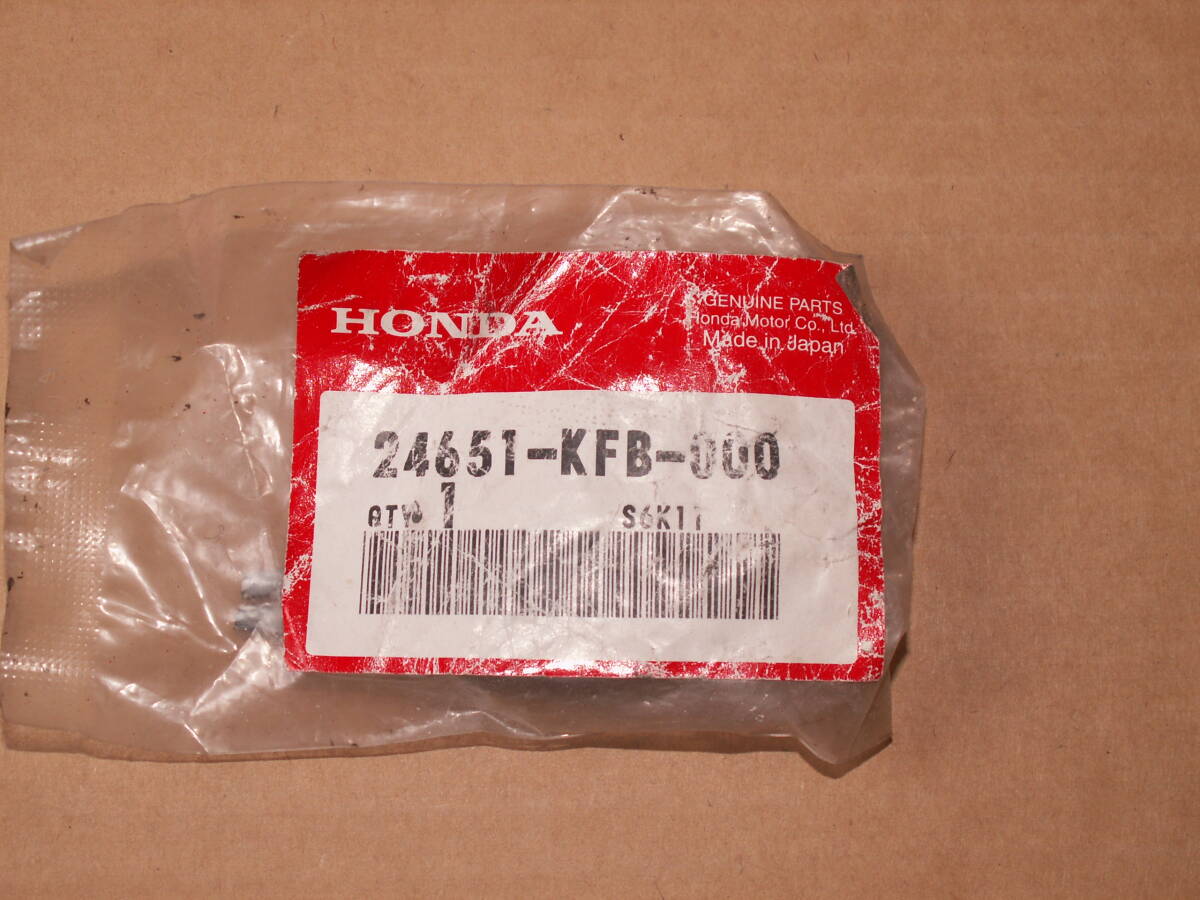 HONDA
GENUINE PARTS
Honda Motor Co., Ltd.
Made in Japan
24651-KFB-000
QTY 1
S6K11